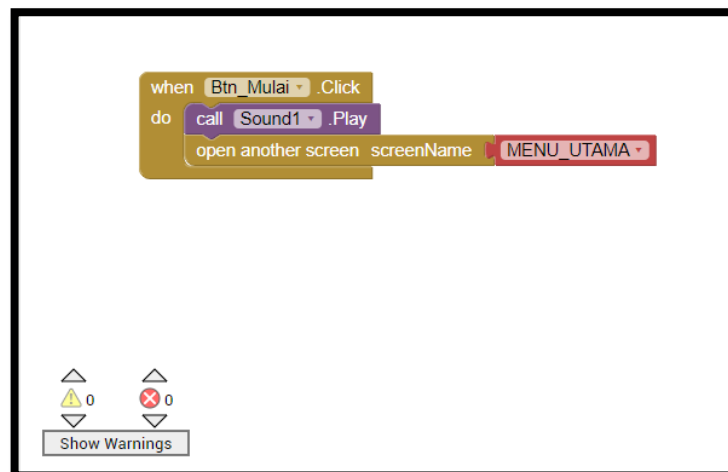 when Btn_Mulai .Click
do call Sound1 .Play
open another screen screenName MENU_UTAMA
0 0
Show Warnings